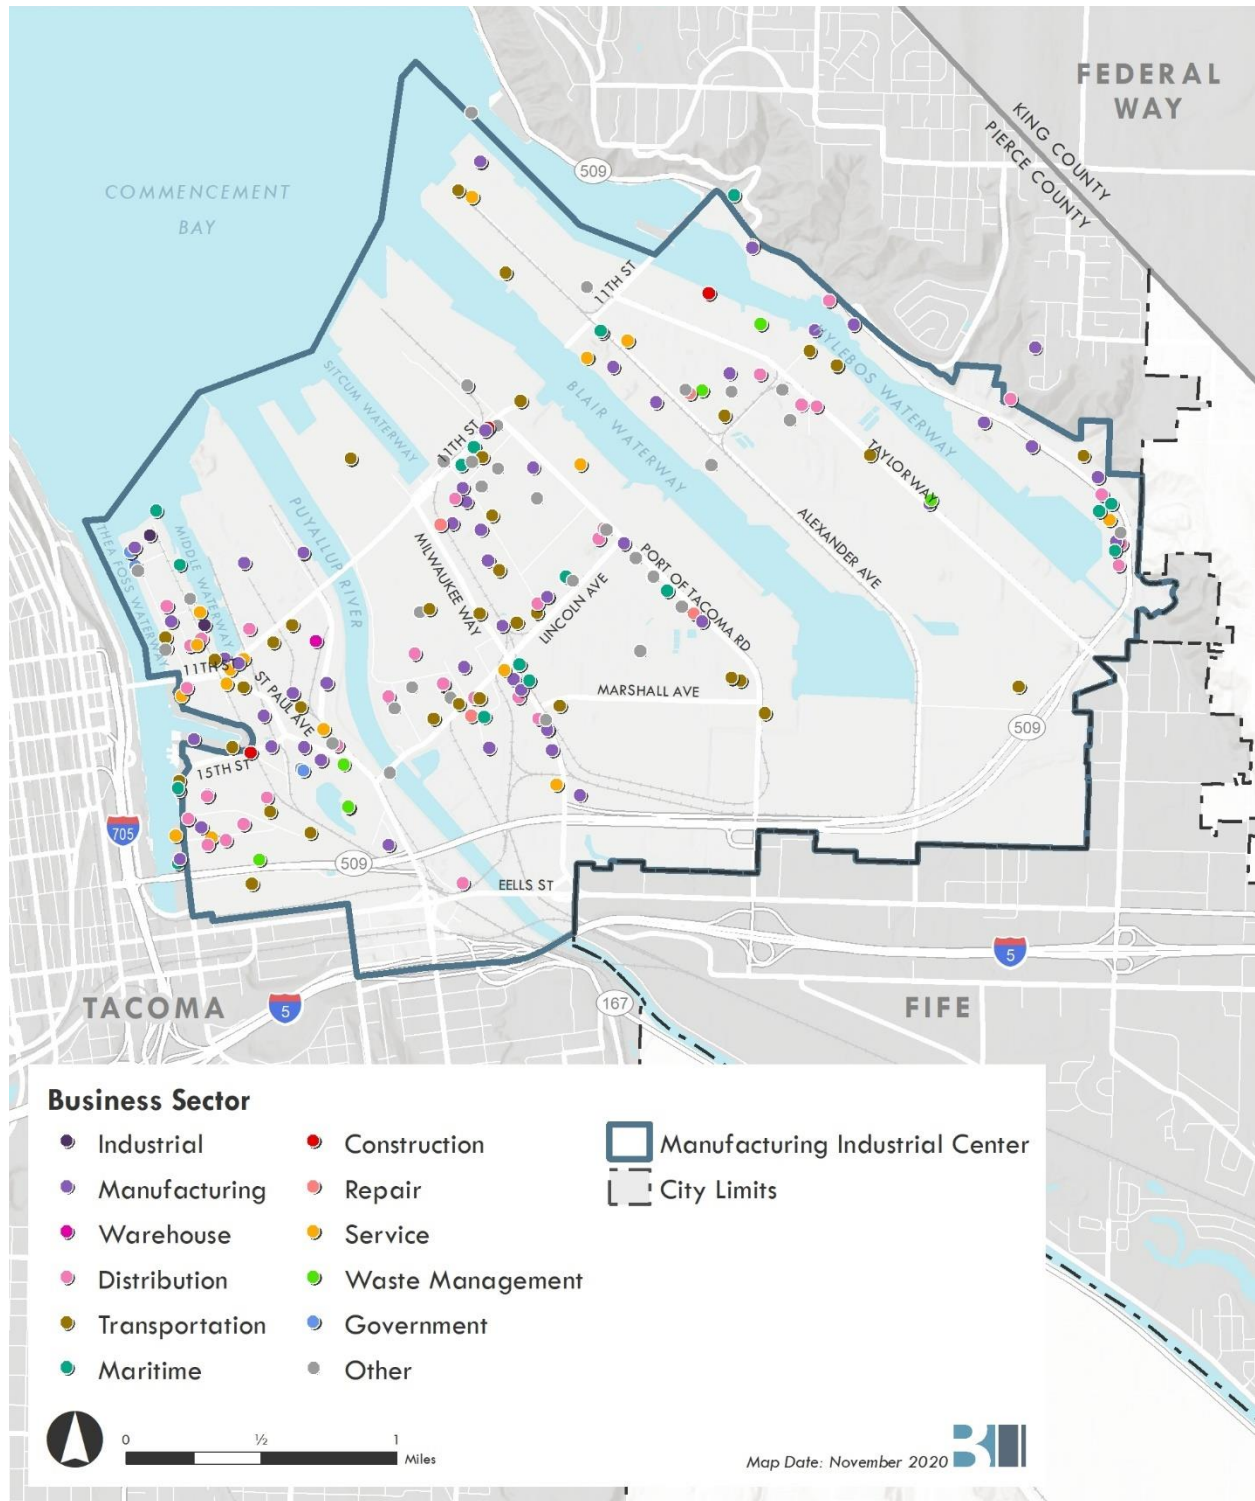 FEDERAL
WAY
KING COUNTY
PIERCE COUNTY
509
COMMENCEMENT
BAY
11TH ST
HYLEBOS WATERWAY
SITCUM WATERWAY
BLAIR WATERWAY
11TH ST
TAYLOR WAY
PUYALLUP RIVER
ALEXANDER AVE
THEA FOSS WATERWAY
MIDDLE WATERWAY
MILWAUKEE WAY
PORT OF TACOMA RD
LINCOLN AVE
11TH ST
ST PAUL AVE
MARSHALL AVE
509
15TH ST
705
509
EELLS ST
5
TACOMA
5
167
FIFE
Business Sector
Industrial
Manufacturing
Warehouse
Distribution
Transportation
Maritime
Construction
Repair
Service
Waste Management
Government
Other
Manufacturing Industrial Center
City Limits
0 ½ 1
Miles
Map Date: November 2020